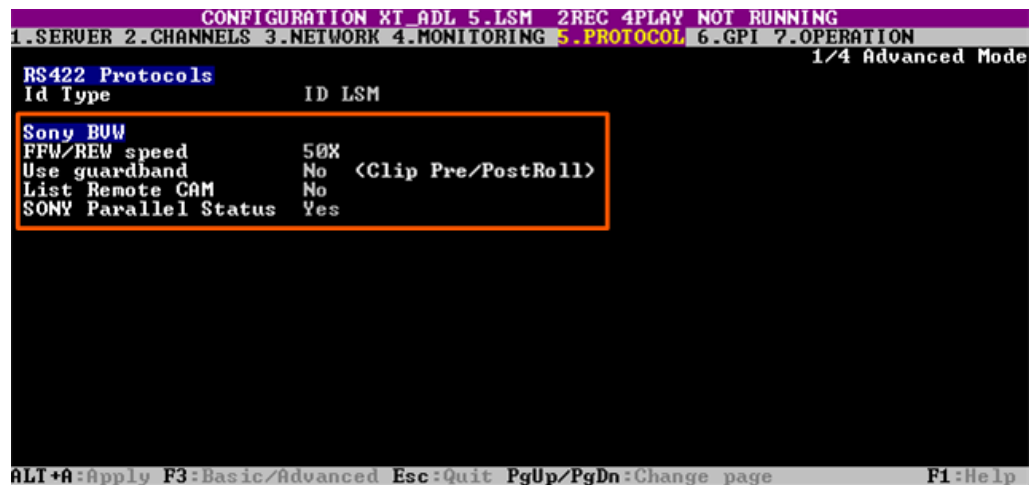 CONFIGURATION XT_ADL 5.LSM 2REC 4PLAY NOT RUNNING
1.SERVER 2.CHANNELS 3.NETWORK 4.MONITORING 5.PROTOCOL 6.GPI 7.OPERATION
1/4 Advanced Mode
RS422 Protocols
Id Type ID LSM
Sony BVW
FFW/REW speed 50X
Use guardband No <Clip Pre/PostRoll>
List Remote CAM No
SONY Parallel Status Yes
ALT+A:Apply F3:Basic/Advanced Esc:Quit PgUp/PgDn:Change page F1:Help